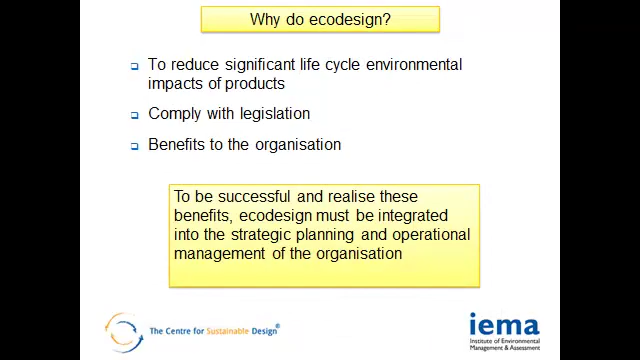 Why do ecodesign?
❑ To reduce significant life cycle environmental
impacts of products
❑ Comply with legislation
❑ Benefits to the organisation
To be successful and realise these
benefits, ecodesign must be integrated
into the strategic planning and operational
management of the organisation
The Centre for Sustainable Design®
iema
Institute of Environmental
Management & Assessment